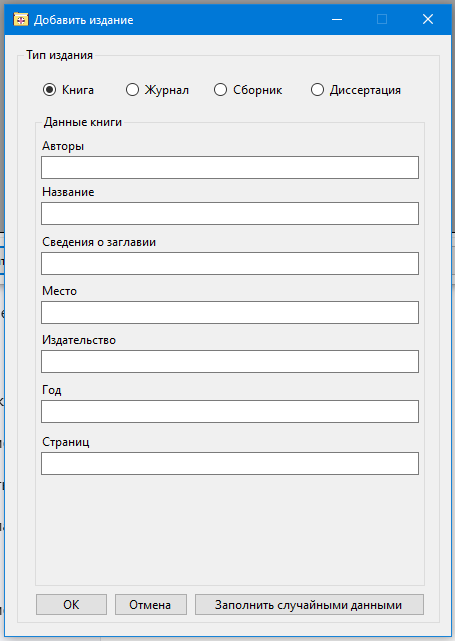 Добавить издание
Тип издания
Книга Журнал Сборник Диссертация
Данные книги
Авторы
Название
Сведения о заглавии
Место
Издательство
Год
Страниц
ОК Отмена Заполнить случайными данными